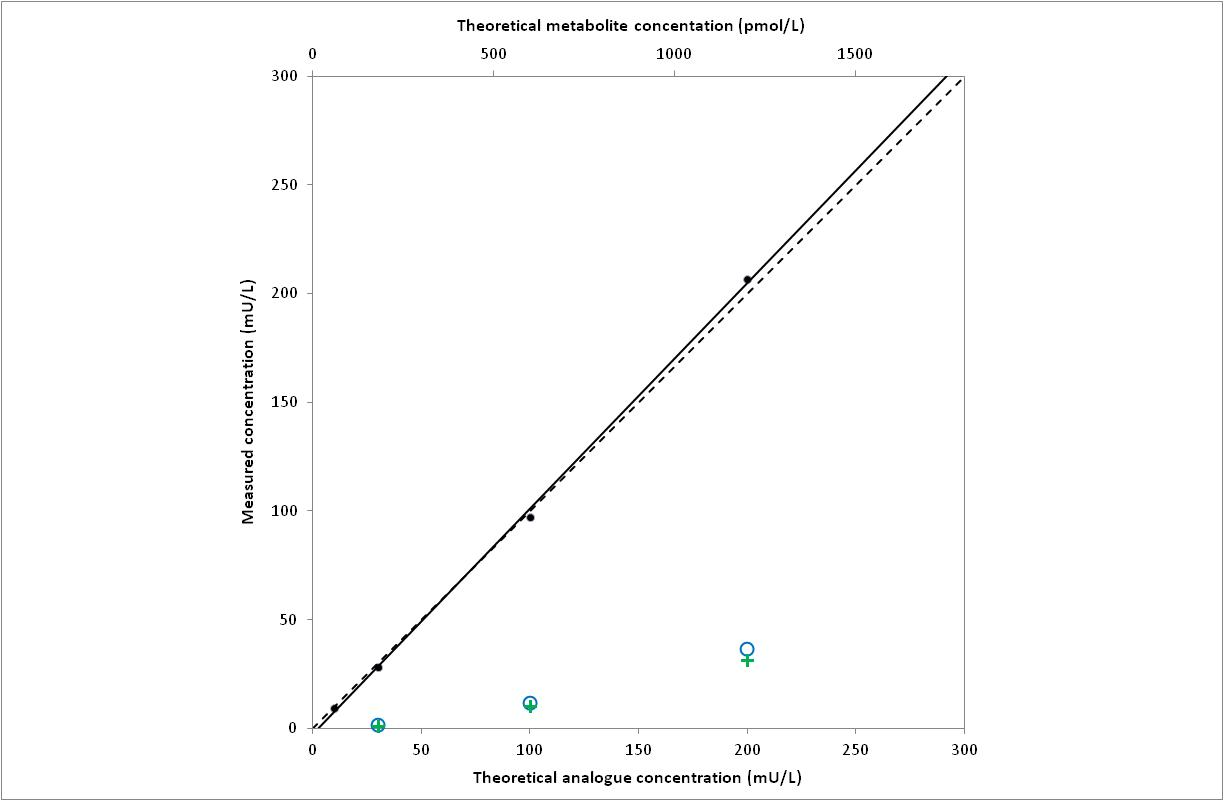 Theoretical metabolite concentation (pmol/L)
0 500 1000 1500
300
250
200
150
100
50
0
Measured concentration (mU/L)
0 50 100 150 200 250 300
Theoretical analogue concentration (mU/L)